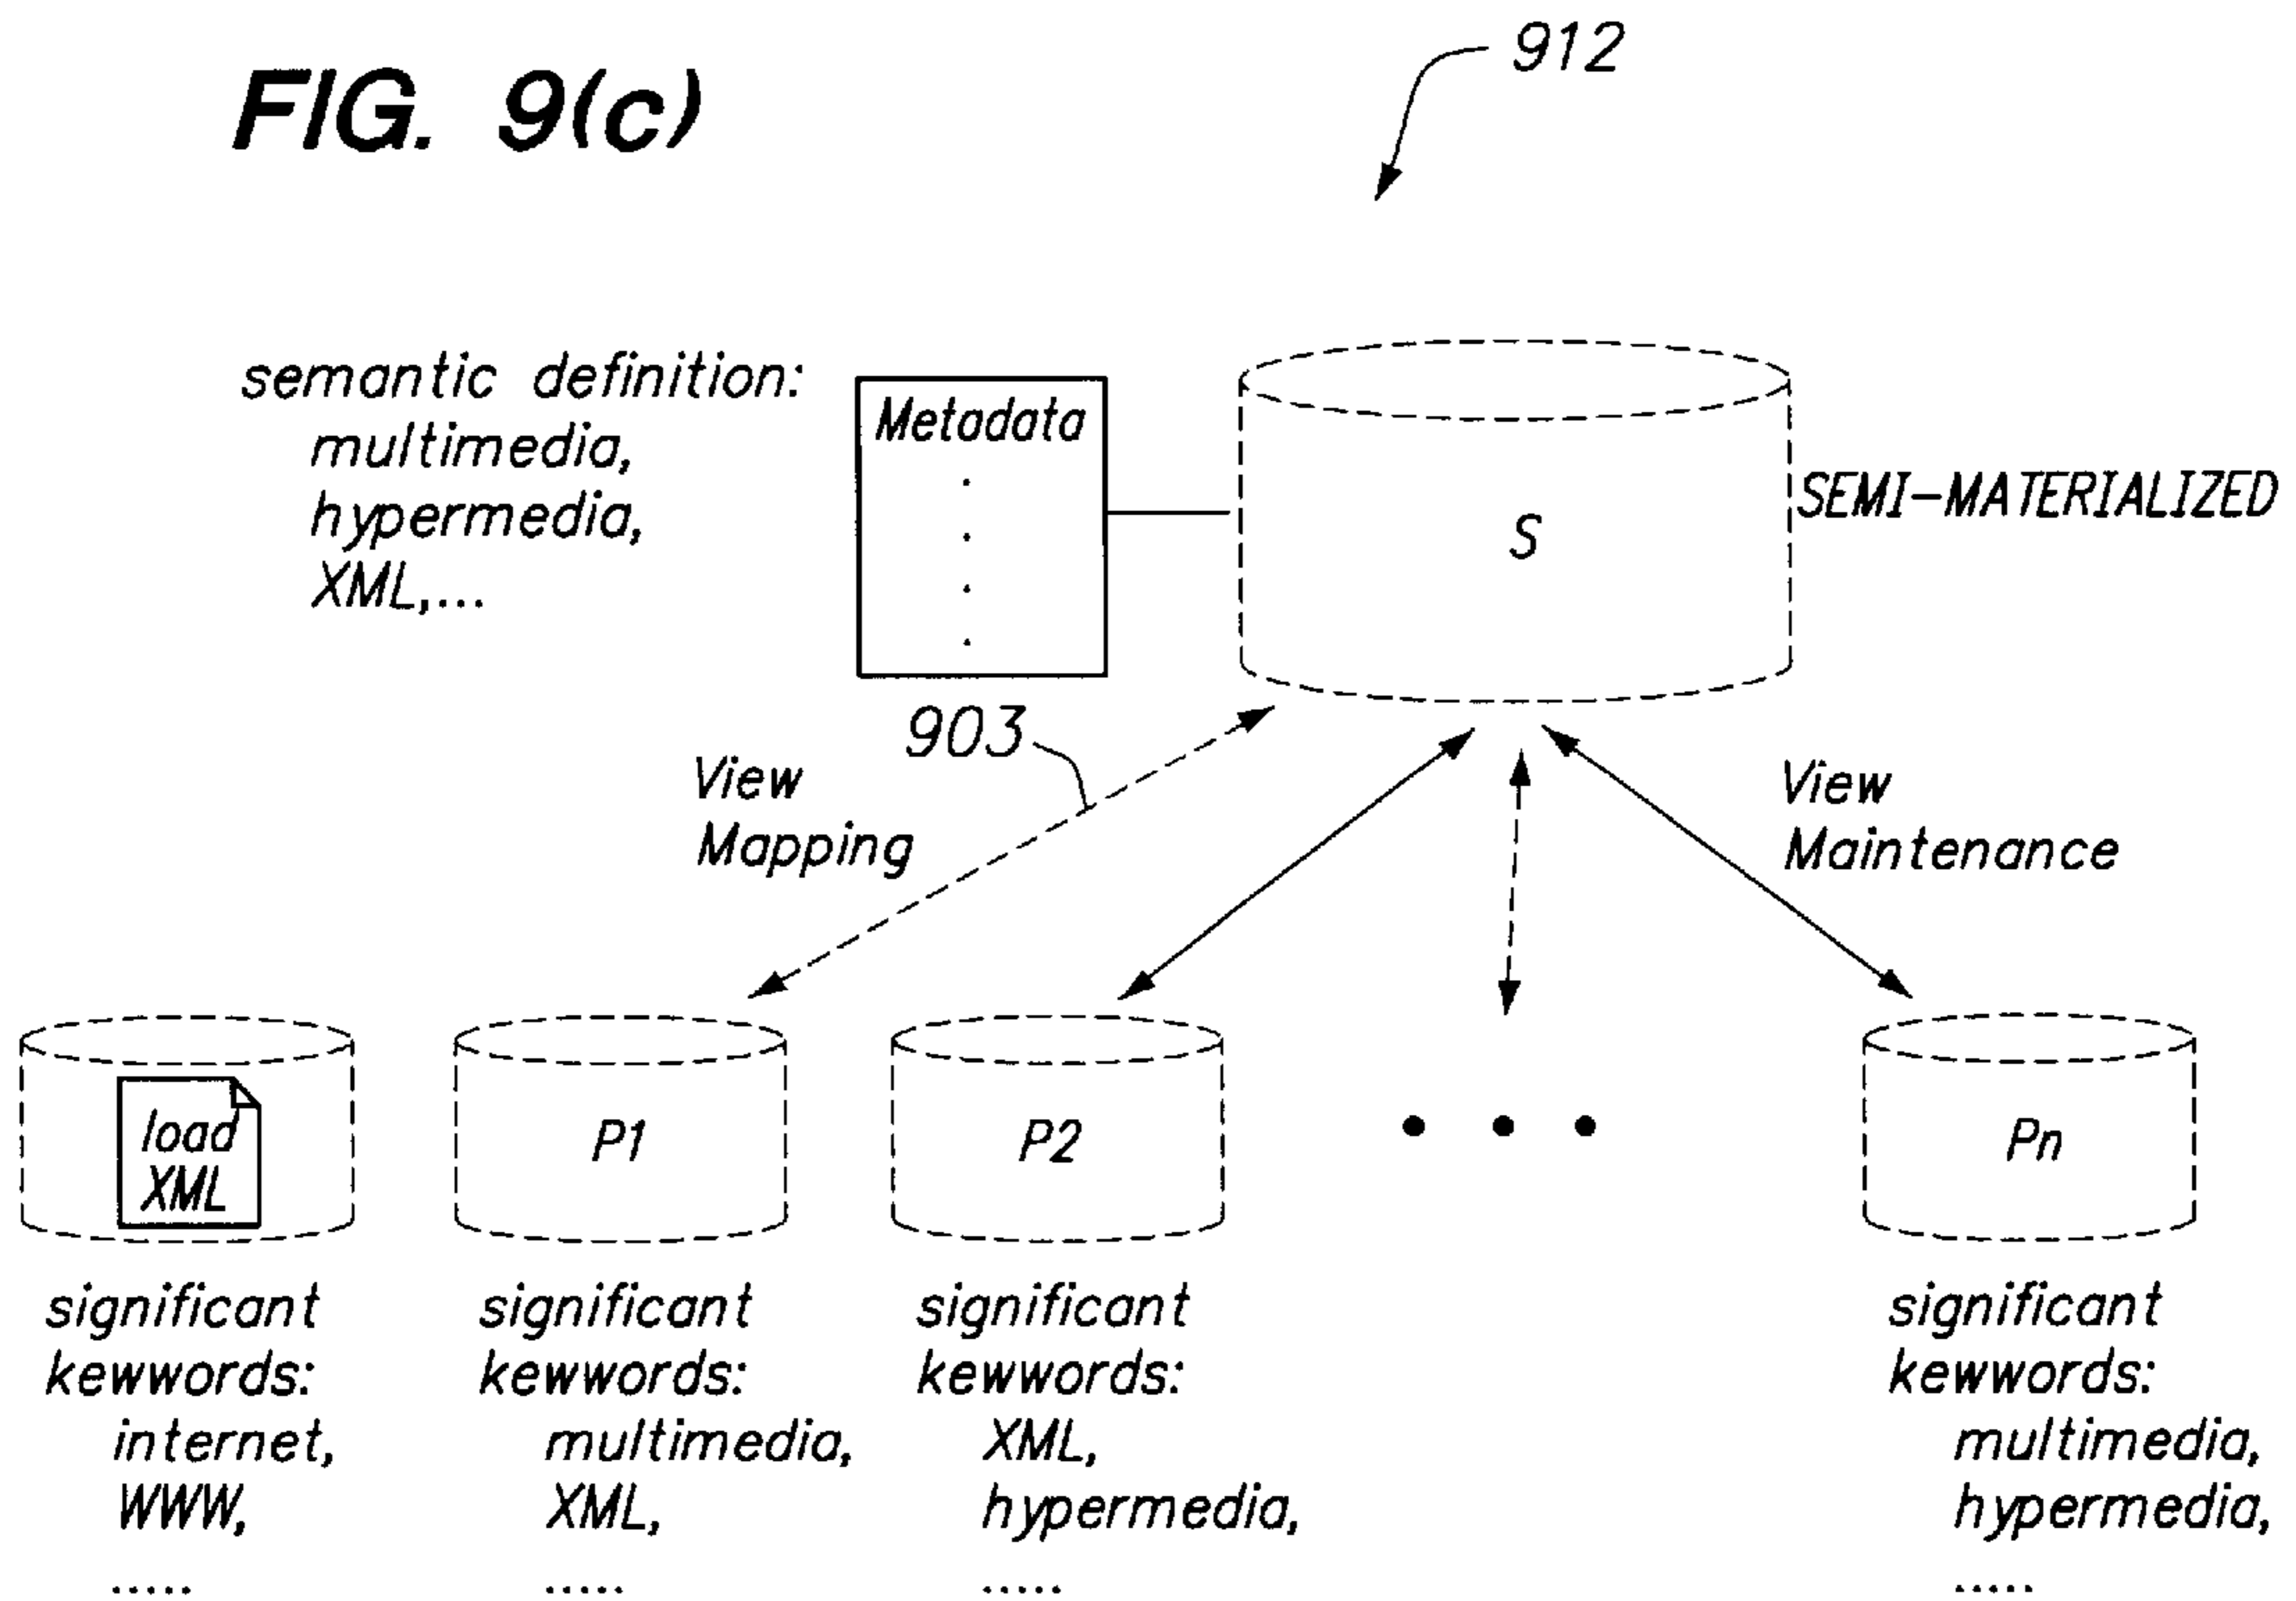 FIG. 9(c)
912
semantic definition:
multimedia,
hypermedia,
XML,...
Metadata
S
SEMI-MATERIALIZED
903
View
Mapping
View
Maintenance
load
XML
P1
P2
Pn
significant
kewwords:
internet,
WWW,
.....
significant
kewwords:
multimedia,
XML,
.....
significant
kewwords:
XML,
hypermedia,
.....
significant
kewwords:
multimedia,
hypermedia,
.....